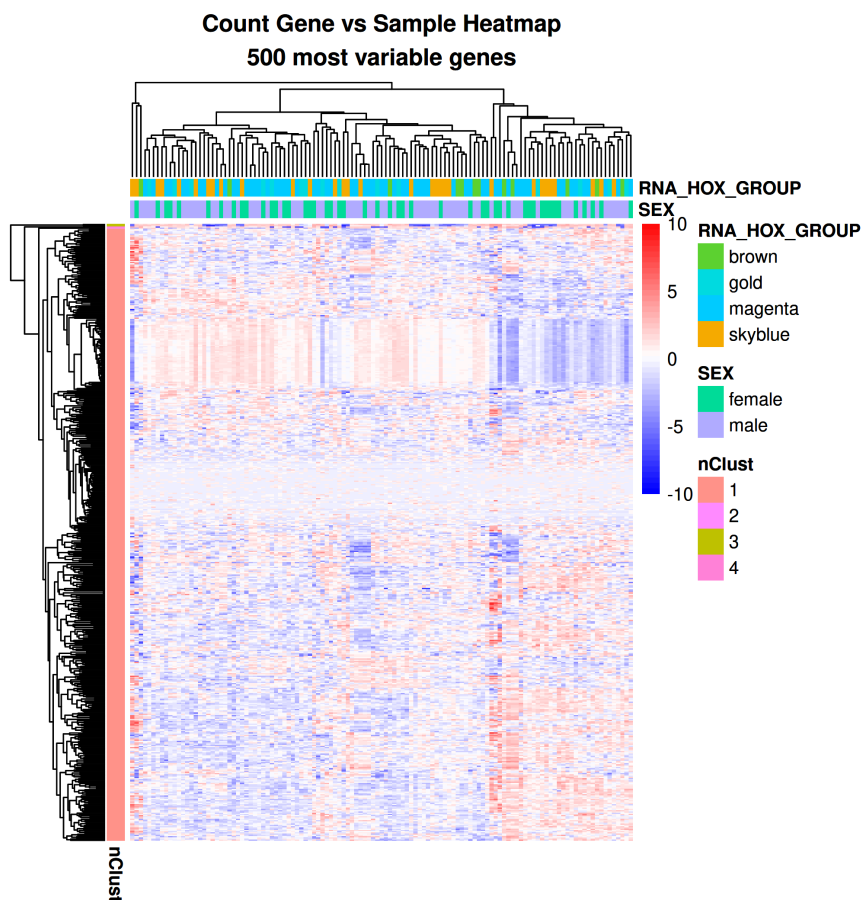 Count Gene vs Sample Heatmap
500 most variable genes
RNA_HOX_GROUP
SEX
10
5
0
-5
-10
RNA_HOX_GROUP
brown
gold
magenta
skyblue
SEX
female
male
nClust
1
2
3
4
nClust